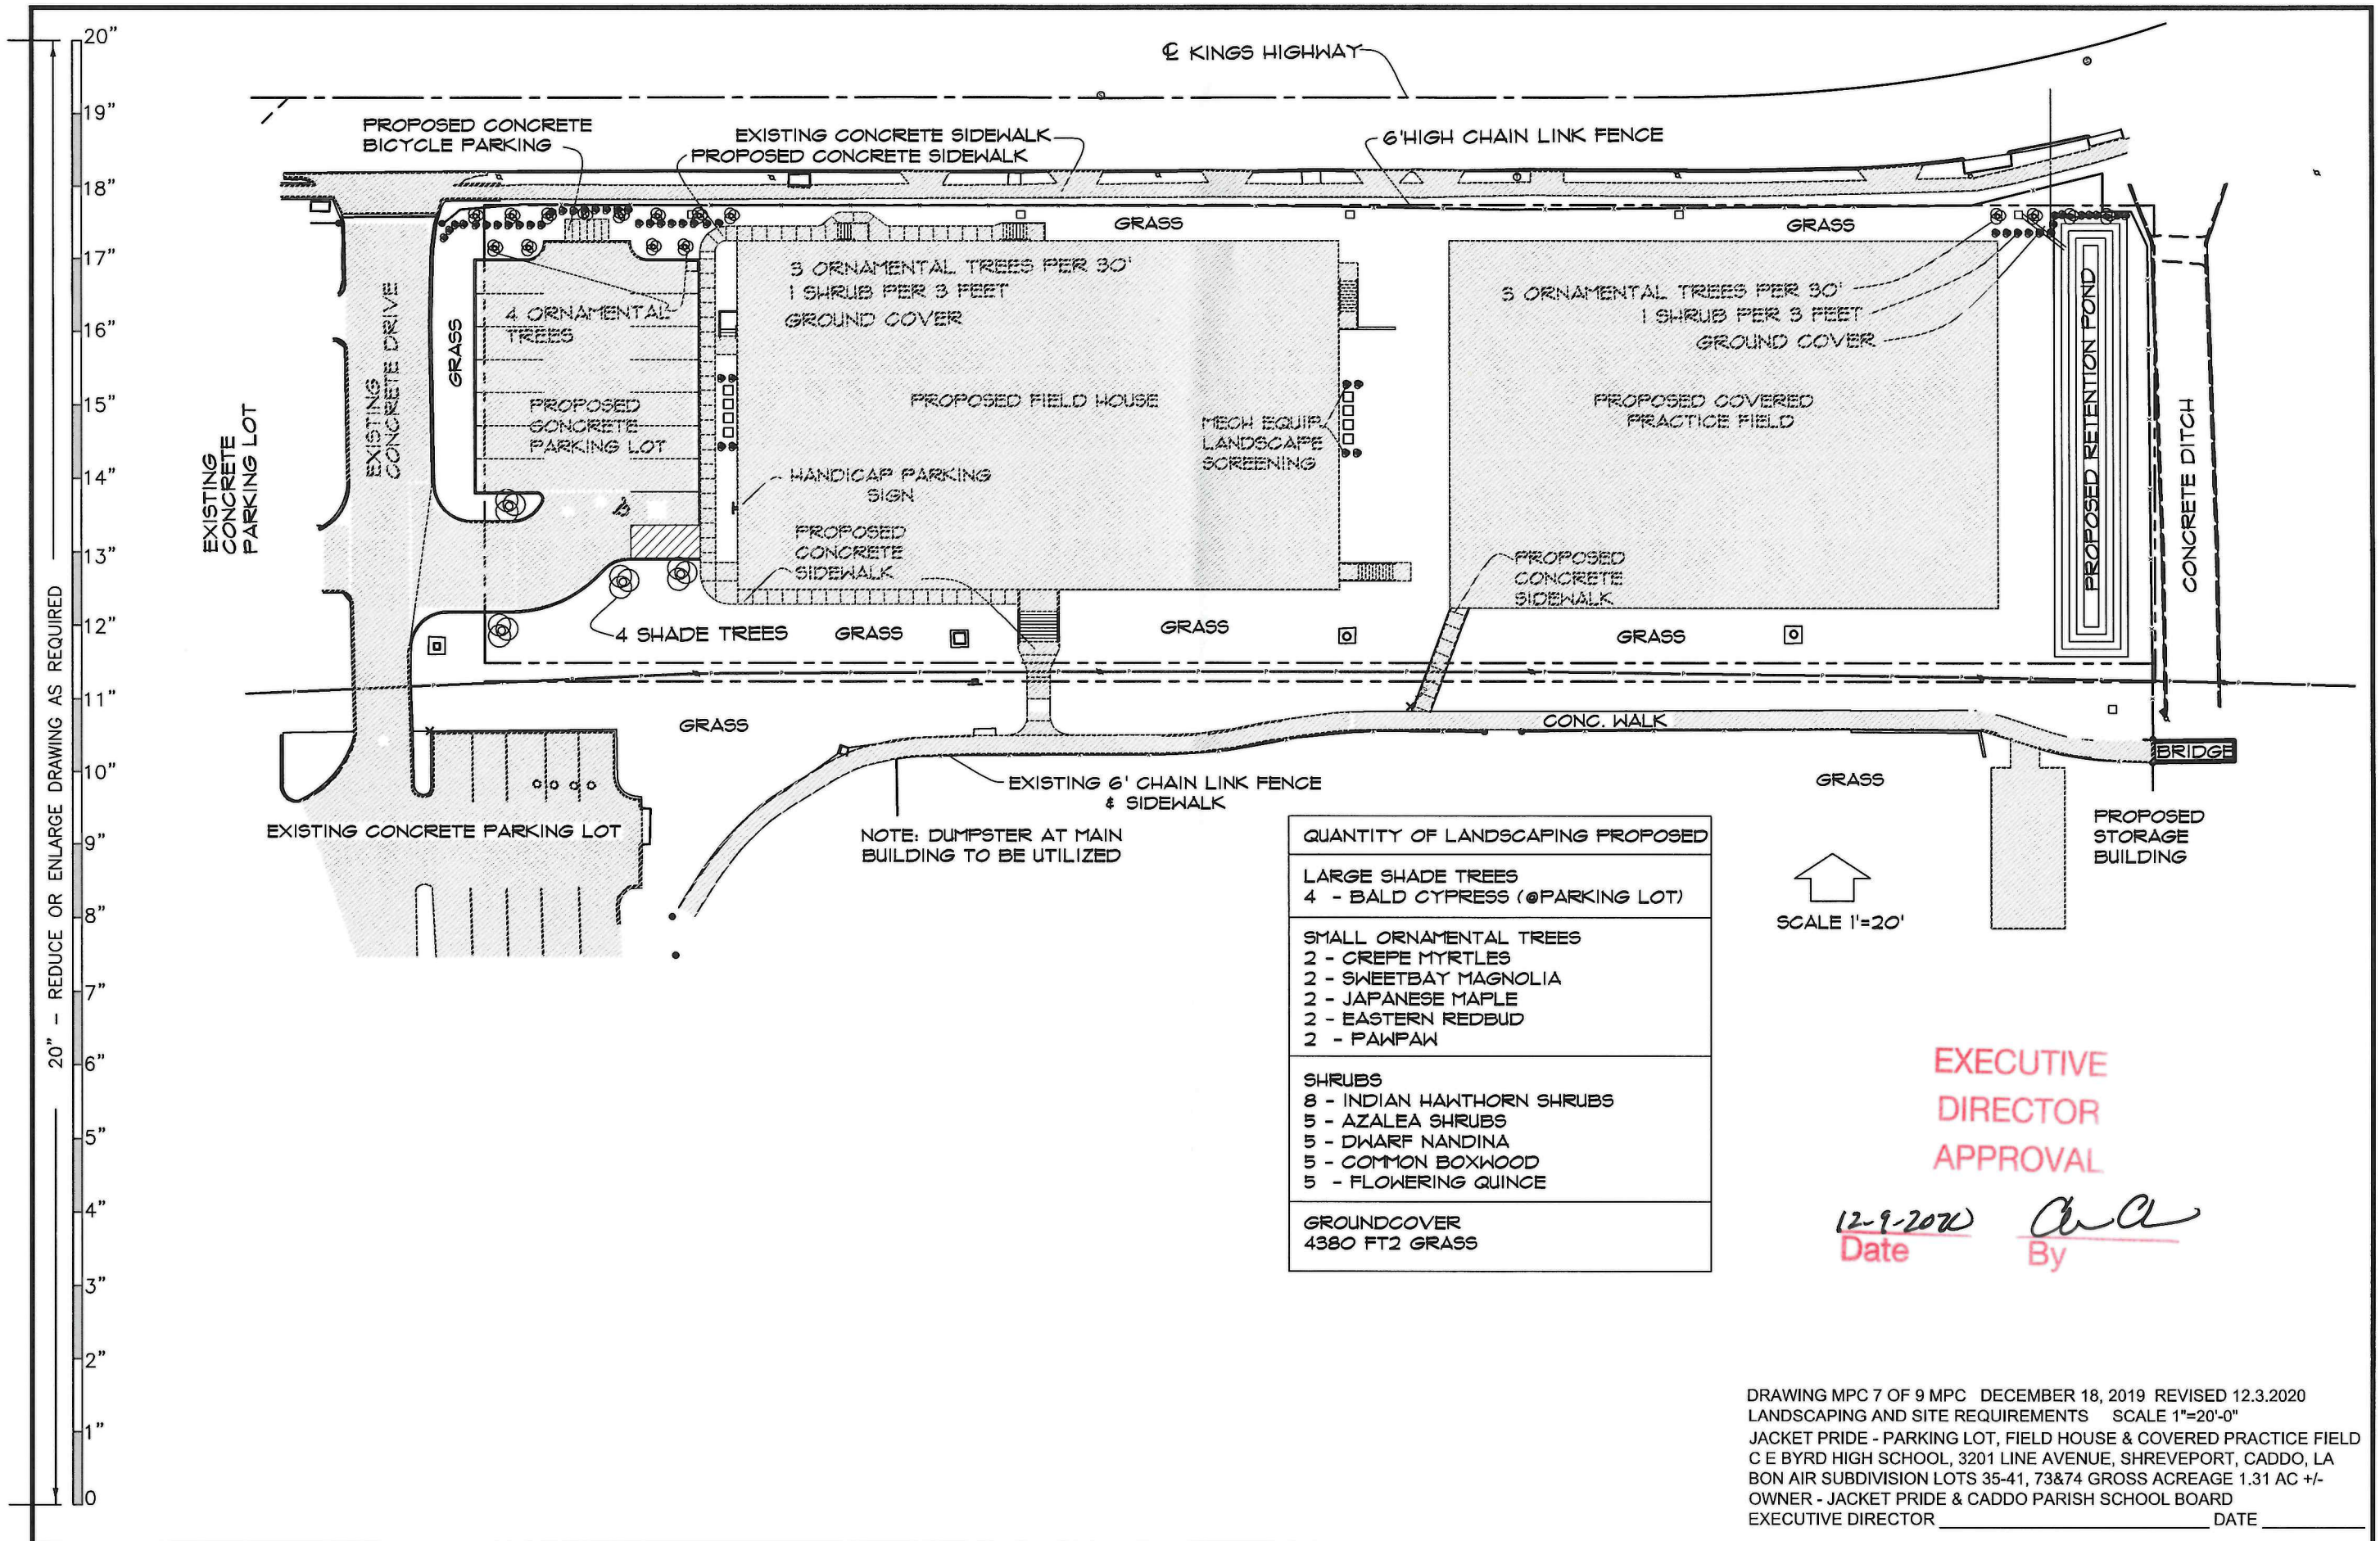 20"
19"
18"
17"
16"
15"
14"
13"
12"
11"
10"
9"
8"
7"
6"
5"
4"
3"
2"
1"
0
20" - REDUCE OR ENLARGE DRAWING AS REQUIRED
℄ KINGS HIGHWAY
PROPOSED CONCRETE
BICYCLE PARKING
EXISTING CONCRETE SIDEWALK
PROPOSED CONCRETE SIDEWALK
6'HIGH CHAIN LINK FENCE
GRASS
GRASS
3 ORNAMENTAL TREES PER 30'
1 SHRUB PER 3 FEET
GROUND COVER
3 ORNAMENTAL TREES PER 30'
1 SHRUB PER 3 FEET
GROUND COVER
4 ORNAMENTAL
TREES
GRASS
EXISTING
CONCRETE DRIVE
EXISTING
CONCRETE
PARKING LOT
PROPOSED
CONCRETE
PARKING LOT
PROPOSED FIELD HOUSE
MECH EQUIP.
LANDSCAPE
SCREENING
PROPOSED COVERED
PRACTICE FIELD
PROPOSED RETENTION POND
CONCRETE DITCH
HANDICAP PARKING
SIGN
PROPOSED
CONCRETE
SIDEWALK
PROPOSED
CONCRETE
SIDEWALK
4 SHADE TREES
GRASS
GRASS
GRASS
GRASS
CONC. WALK
BRIDGE
EXISTING 6' CHAIN LINK FENCE
& SIDEWALK
GRASS
EXISTING CONCRETE PARKING LOT
NOTE: DUMPSTER AT MAIN
BUILDING TO BE UTILIZED
PROPOSED
STORAGE
BUILDING
SCALE 1'=20'
QUANTITY OF LANDSCAPING PROPOSED
LARGE SHADE TREES
4 - BALD CYPRESS (@PARKING LOT)
SMALL ORNAMENTAL TREES
2 - CREPE MYRTLES
2 - SWEETBAY MAGNOLIA
2 - JAPANESE MAPLE
2 - EASTERN REDBUD
2 - PAWPAW
SHRUBS
8 - INDIAN HAWTHORN SHRUBS
5 - AZALEA SHRUBS
5 - DWARF NANDINA
5 - COMMON BOXWOOD
5 - FLOWERING QUINCE
GROUNDCOVER
4380 FT2 GRASS
EXECUTIVE
DIRECTOR
APPROVAL
12-9-2020
Date
By
DRAWING MPC 7 OF 9 MPC DECEMBER 18, 2019 REVISED 12.3.2020
LANDSCAPING AND SITE REQUIREMENTS SCALE 1"=20'-0"
JACKET PRIDE - PARKING LOT, FIELD HOUSE & COVERED PRACTICE FIELD
C E BYRD HIGH SCHOOL, 3201 LINE AVENUE, SHREVEPORT, CADDO, LA
BON AIR SUBDIVISION LOTS 35-41, 73&74 GROSS ACREAGE 1.31 AC +/-
OWNER - JACKET PRIDE & CADDO PARISH SCHOOL BOARD
EXECUTIVE DIRECTOR DATE